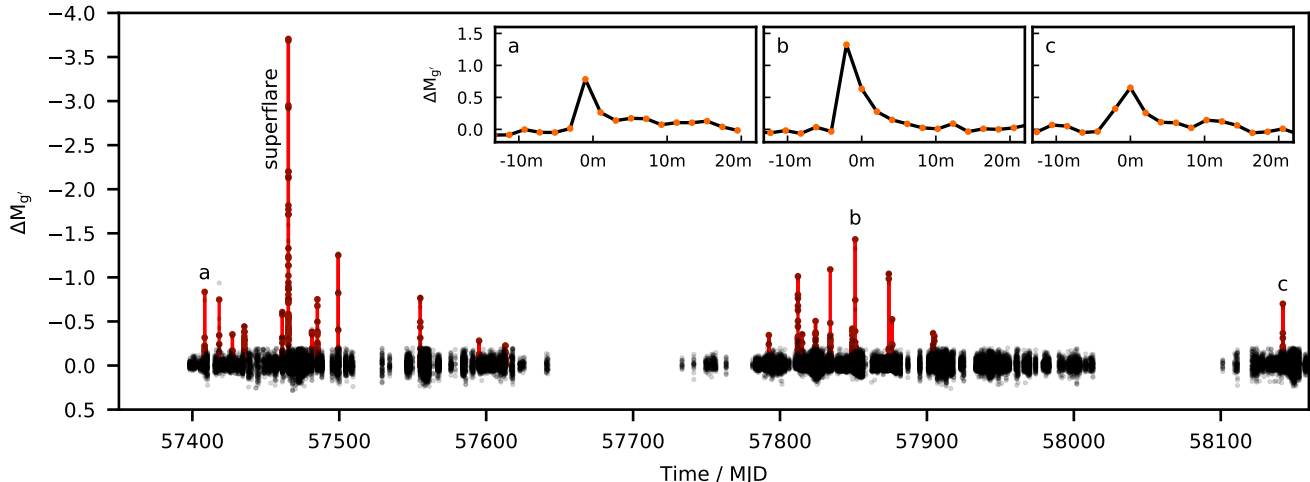 −4.0
−3.5
−3.0
−2.5
−2.0
−1.5
−1.0
−0.5
0.0
0.5
ΔM_g′
superflare
a
b
c
57400 57500 57600 57700 57800 57900 58000 58100
Time / MJD
ΔM_g′
1.5
1.0
0.5
0.0
a
-10m 0m 10m 20m
b
-10m 0m 10m 20m
c
-10m 0m 10m 20m